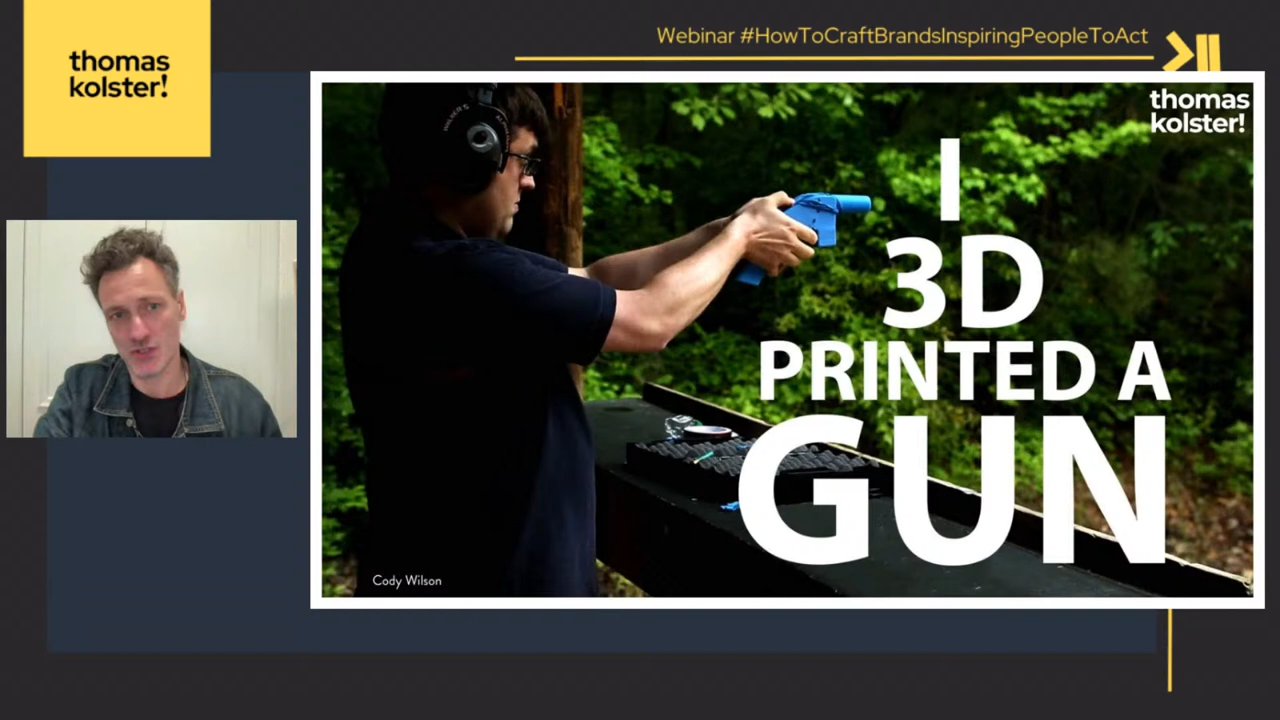 thomas
kolster!
Webinar #HowToCraftBrandsInspiringPeopleToAct
thomas
kolster!
I
3D
PRINTED A
GUN
Cody Wilson